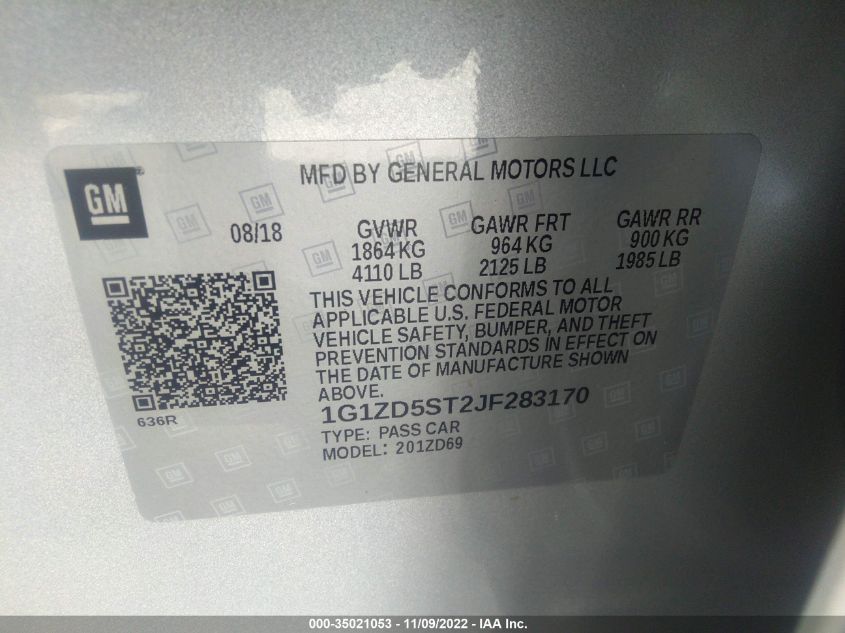 GM
MFD BY GENERAL MOTORS LLC
08/18
GVWR GAWR FRT GAWR RR
1864 KG 964 KG 900 KG
4110 LB 2125 LB 1985 LB
THIS VEHICLE CONFORMS TO ALL
APPLICABLE U.S. FEDERAL MOTOR
VEHICLE SAFETY, BUMPER, AND THEFT
PREVENTION STANDARDS IN EFFECT ON
THE DATE OF MANUFACTURE SHOWN
ABOVE.
636R
1G1ZD5ST2JF283170
TYPE: PASS CAR
MODEL: 201ZD69
000-35021053 - 11/09/2022 - IAA Inc.